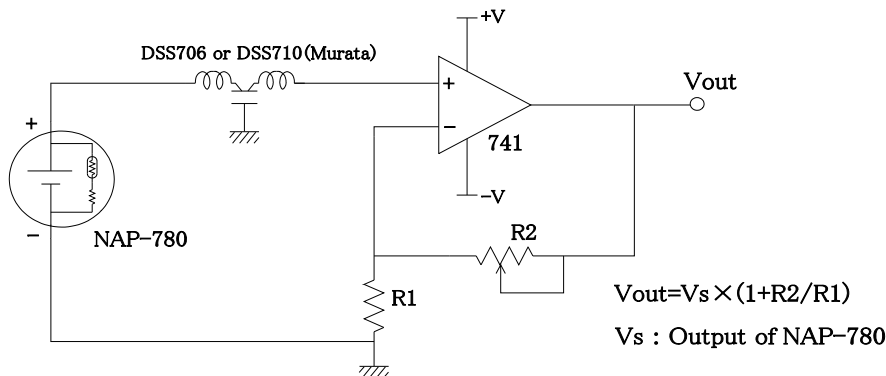 +V
DSS706 or DSS710(Murata)
Vout
+
+
−
741
−V
−
NAP−780
R2
R1
Vout=Vs×(1+R2/R1)
Vs : Output of NAP−780